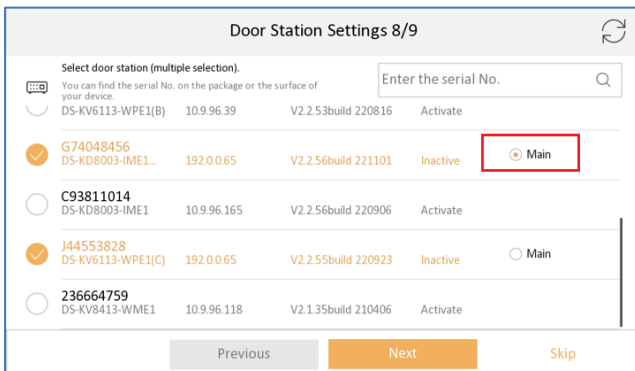 Door Station Settings 8/9
Select door station (multiple selection).
You can find the serial No. on the package or the surface of
your device.
Enter the serial No.
DS-KV6113-WPE1(B) 10.9.96.39 V2.2.53build 220816 Activate
G74048456
DS-KD8003-IME1... 192.0.0.65 V2.2.56build 221101 Inactive Main
C93811014
DS-KD8003-IME1 10.9.96.165 V2.2.56build 220906 Activate
J44553828
DS-KV6113-WPE1(C) 192.0.0.65 V2.2.55build 220923 Inactive Main
236664759
DS-KV8413-WME1 10.9.96.118 V2.1.35build 210406 Activate
Previous Next Skip